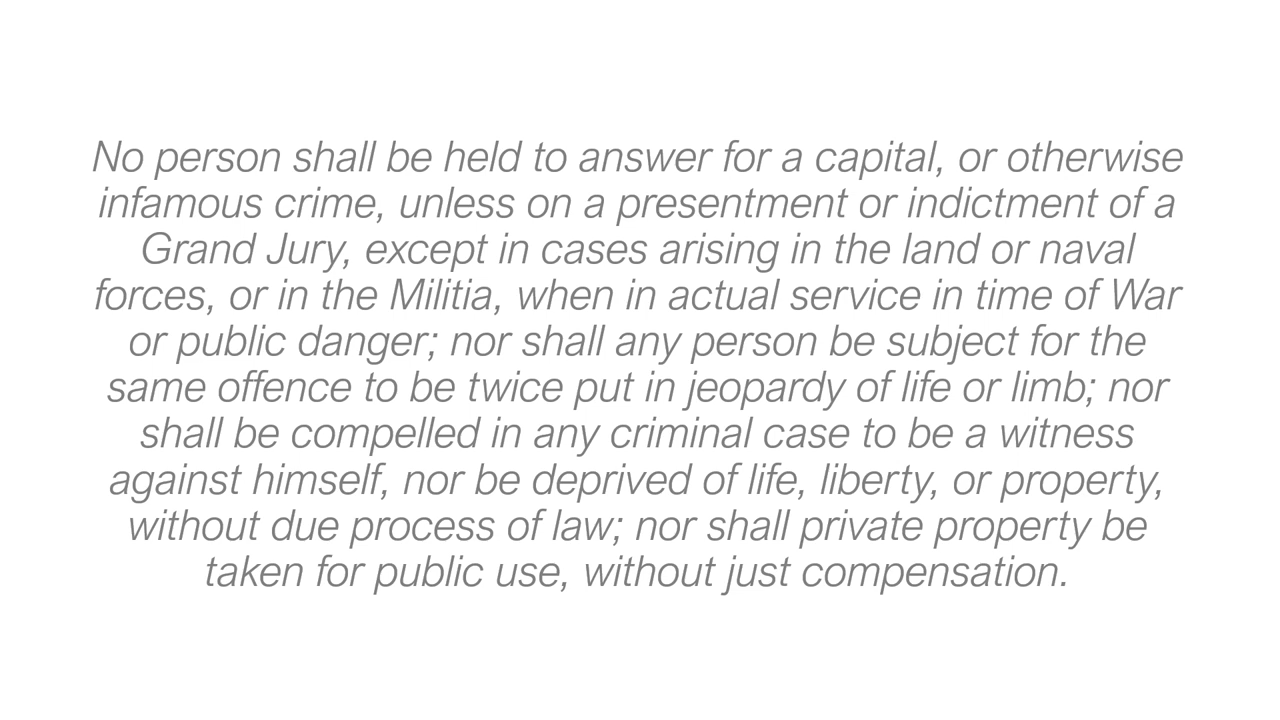 No person shall be held to answer for a capital, or otherwise
infamous crime, unless on a presentment or indictment of a
Grand Jury, except in cases arising in the land or naval
forces, or in the Militia, when in actual service in time of War
or public danger; nor shall any person be subject for the
same offence to be twice put in jeopardy of life or limb; nor
shall be compelled in any criminal case to be a witness
against himself, nor be deprived of life, liberty, or property,
without due process of law; nor shall private property be
taken for public use, without just compensation.